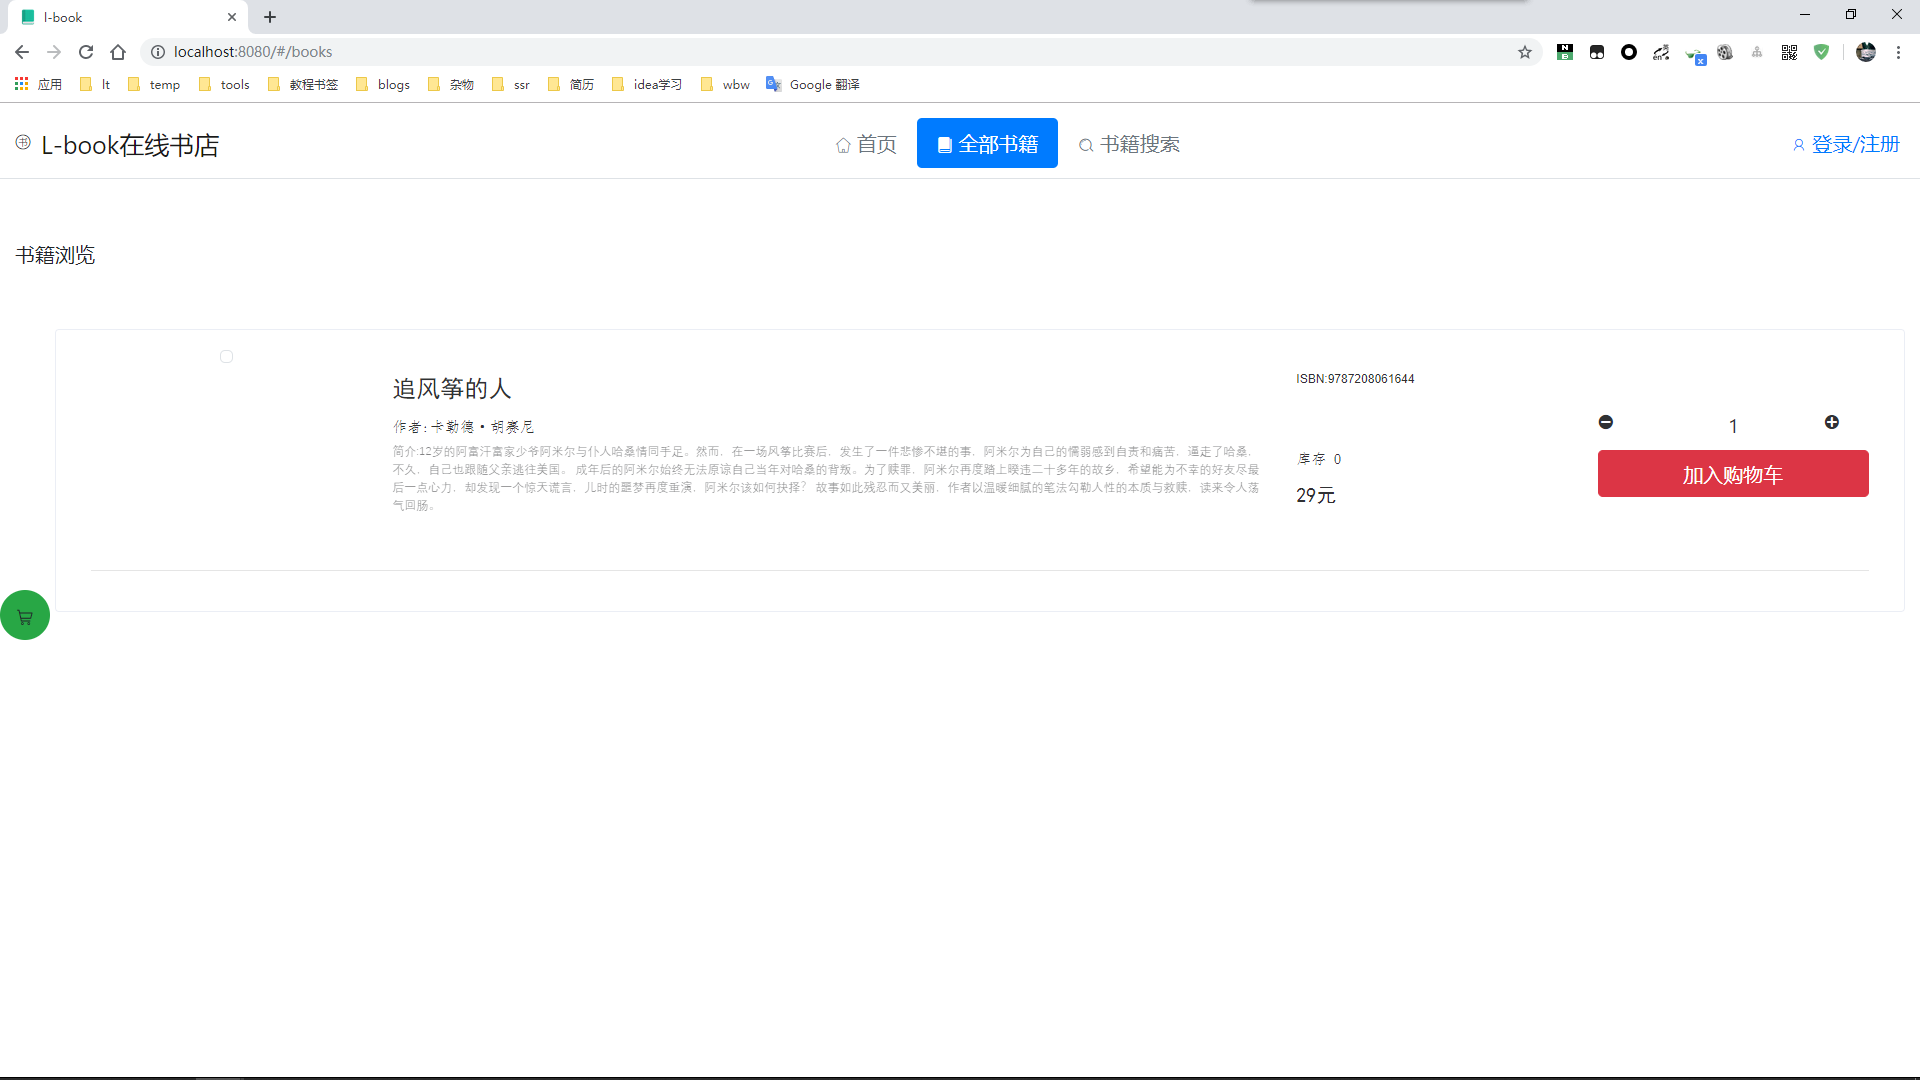 l-book
localhost:8080/#/books
应用 lt temp tools 教程书签 blogs 杂物 ssr 简历 idea学习 wbw Google 翻译
L-book在线书店 首页 全部书籍 书籍搜索 登录/注册
书籍浏览
追风筝的人
作者:卡勒德·胡赛尼
简介:12岁的阿富汗富家少爷阿米尔与仆人哈桑情同手足。然而，在一场风筝比赛后，发生了一件悲惨不堪的事，阿米尔为自己的懦弱感到自责和痛苦，逼走了哈桑，
不久，自己也跟随父亲逃往美国。 成年后的阿米尔始终无法原谅自己当年对哈桑的背叛。为了赎罪，阿米尔再度踏上暌违二十多年的故乡，希望能为不幸的好友尽最
后一点心力，却发现一个惊天谎言，儿时的噩梦再度重演，阿米尔该如何抉择？ 故事如此残忍而又美丽，作者以温暖细腻的笔法勾勒人性的本质与救赎，读来令人荡
气回肠。
ISBN:9787208061644
库存 0
29元
1
加入购物车